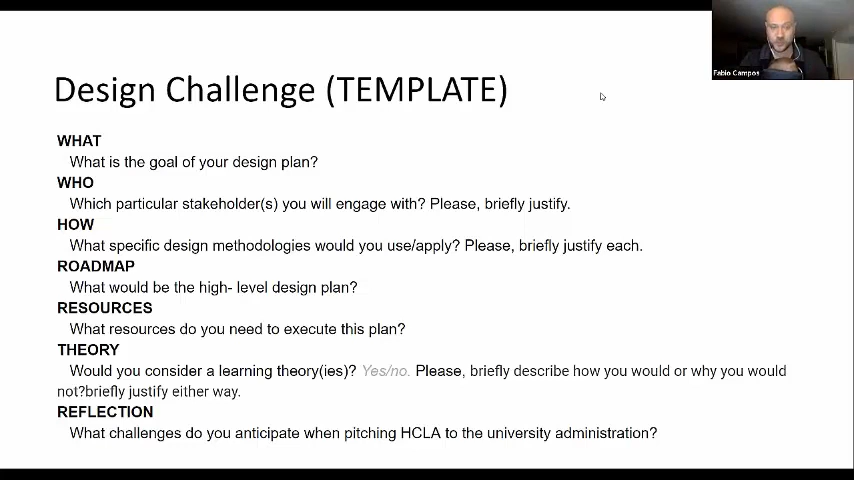 Fabio Campos
Design Challenge (TEMPLATE)
WHAT
What is the goal of your design plan?
WHO
Which particular stakeholder(s) you will engage with? Please, briefly justify.
HOW
What specific design methodologies would you use/apply? Please, briefly justify each.
ROADMAP
What would be the high- level design plan?
RESOURCES
What resources do you need to execute this plan?
THEORY
Would you consider a learning theory(ies)? Yes/no. Please, briefly describe how you would or why you would
not?briefly justify either way.
REFLECTION
What challenges do you anticipate when pitching HCLA to the university administration?